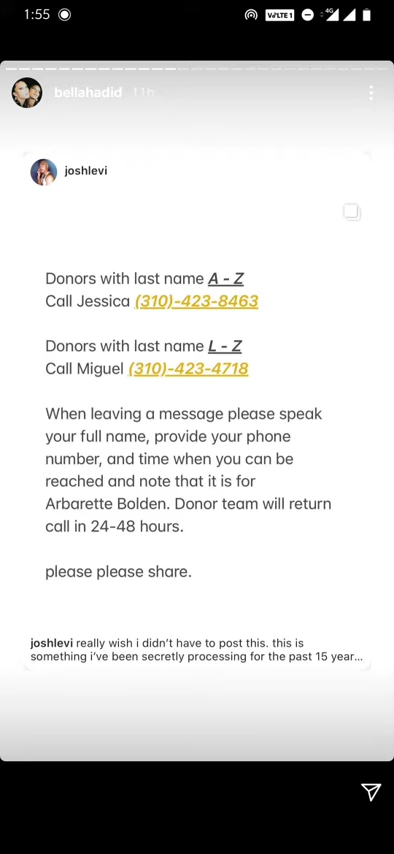 1:55
VoLTE 1
4G
bellahadid 11h
joshlevi
Donors with last name A - Z
Call Jessica (310)-423-8463
Donors with last name L - Z
Call Miguel (310)-423-4718
When leaving a message please speak
your full name, provide your phone
number, and time when you can be
reached and note that it is for
Arbarette Bolden. Donor team will return
call in 24-48 hours.
please please share.
joshlevi really wish i didn't have to post this. this is
something i've been secretly processing for the past 15 year...